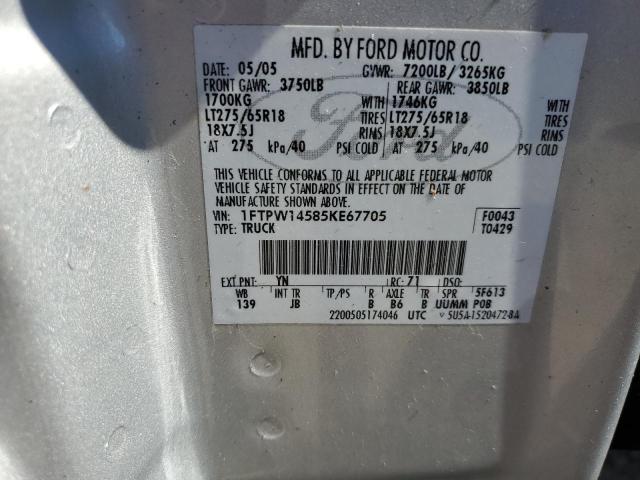 MFD. BY FORD MOTOR CO.
DATE: 05/05 GVWR: 7200LB/ 3265KG
FRONT GAWR: 3750LB REAR GAWR: 3850LB
1700KG WITH 1746KG WITH
LT275/65R18 TIRES LT275/65R18 TIRES
18X7.5J RIMS 18X7.5J RIMS
AT 275 kPa/40 PSI COLD AT 275 kPa/40 PSI COLD
THIS VEHICLE CONFORMS TO ALL APPLICABLE FEDERAL MOTOR
VEHICLE SAFETY STANDARDS IN EFFECT ON THE DATE OF
MANUFACTURE SHOWN ABOVE.
VIN: 1FTPW14585KE67705 F0043
TYPE: TRUCK T0429
EXT PNT: YN RC: 71 DSO:
WB INT TR TP/PS R AXLE TR SPR 5F613
139 JB B B6 B UUMM P0B
2200505174046 UTC V 5U5A-1520472-BA
Ford